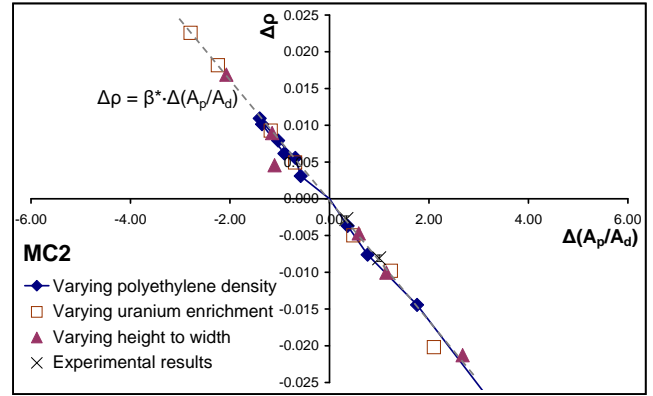 Δρ
0.025
0.020
0.015
0.010
0.005
0.000
-0.005
-0.010
-0.015
-0.020
-0.025
Δρ = β*·Δ(Ap/Ad)
-6.00 -4.00 -2.00 0.00 2.00 4.00 6.00
Δ(Ap/Ad)
MC2
Varying polyethylene density
Varying uranium enrichment
Varying height to width
Experimental results